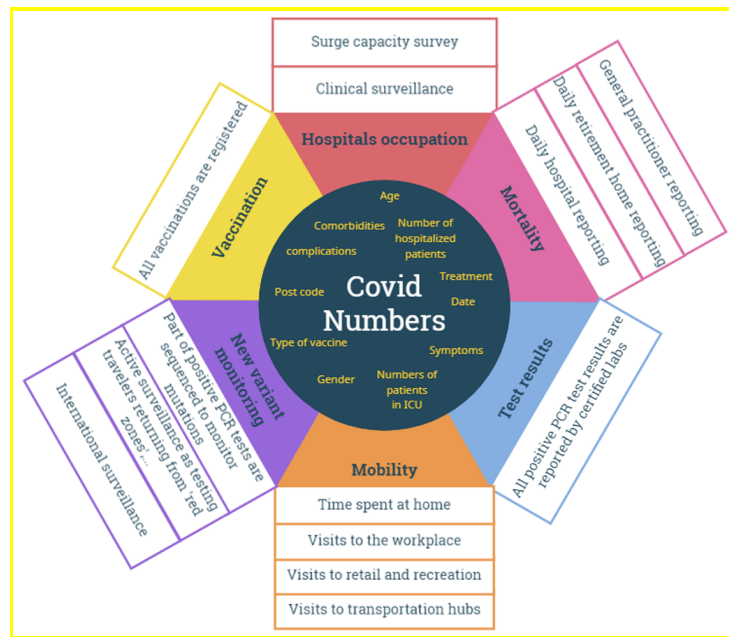 Surge capacity survey
Clinical surveillance
Hospitals occupation
Mortality
Daily hospital reporting
Daily retirement home reporting
General practitioner reporting
Test results
All positive PCR test results are
reported by certified labs
Mobility
Time spent at home
Visits to the workplace
Visits to retail and recreation
Visits to transportation hubs
New variant
monitoring
Part of positive PCR tests are
sequenced to monitor
mutations
Active surveillance as testing
travelers returning from 'red
zones',...
International surveillance
Vaccination
All vaccinations are registered
Age
Comorbidities
Number of
hospitalized
patients
complications
Treatment
Post code
Covid
Numbers
Date
Type of vaccine
Symptoms
Gender
Numbers of
patients
in ICU